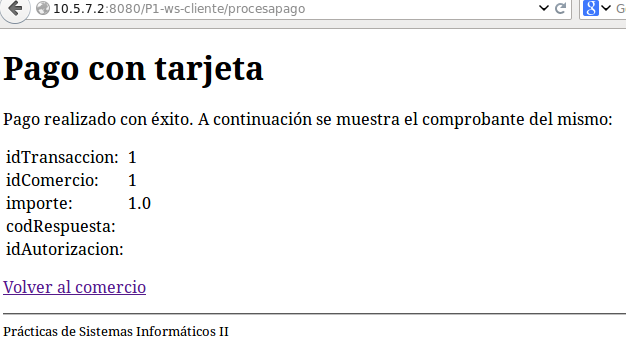 10.5.7.2:8080/P1-ws-cliente/procesapago
Pago con tarjeta
Pago realizado con éxito. A continuación se muestra el comprobante del mismo:
idTransaccion: 1
idComercio: 1
importe: 1.0
codRespuesta:
idAutorizacion:
Volver al comercio
Prácticas de Sistemas Informáticos II